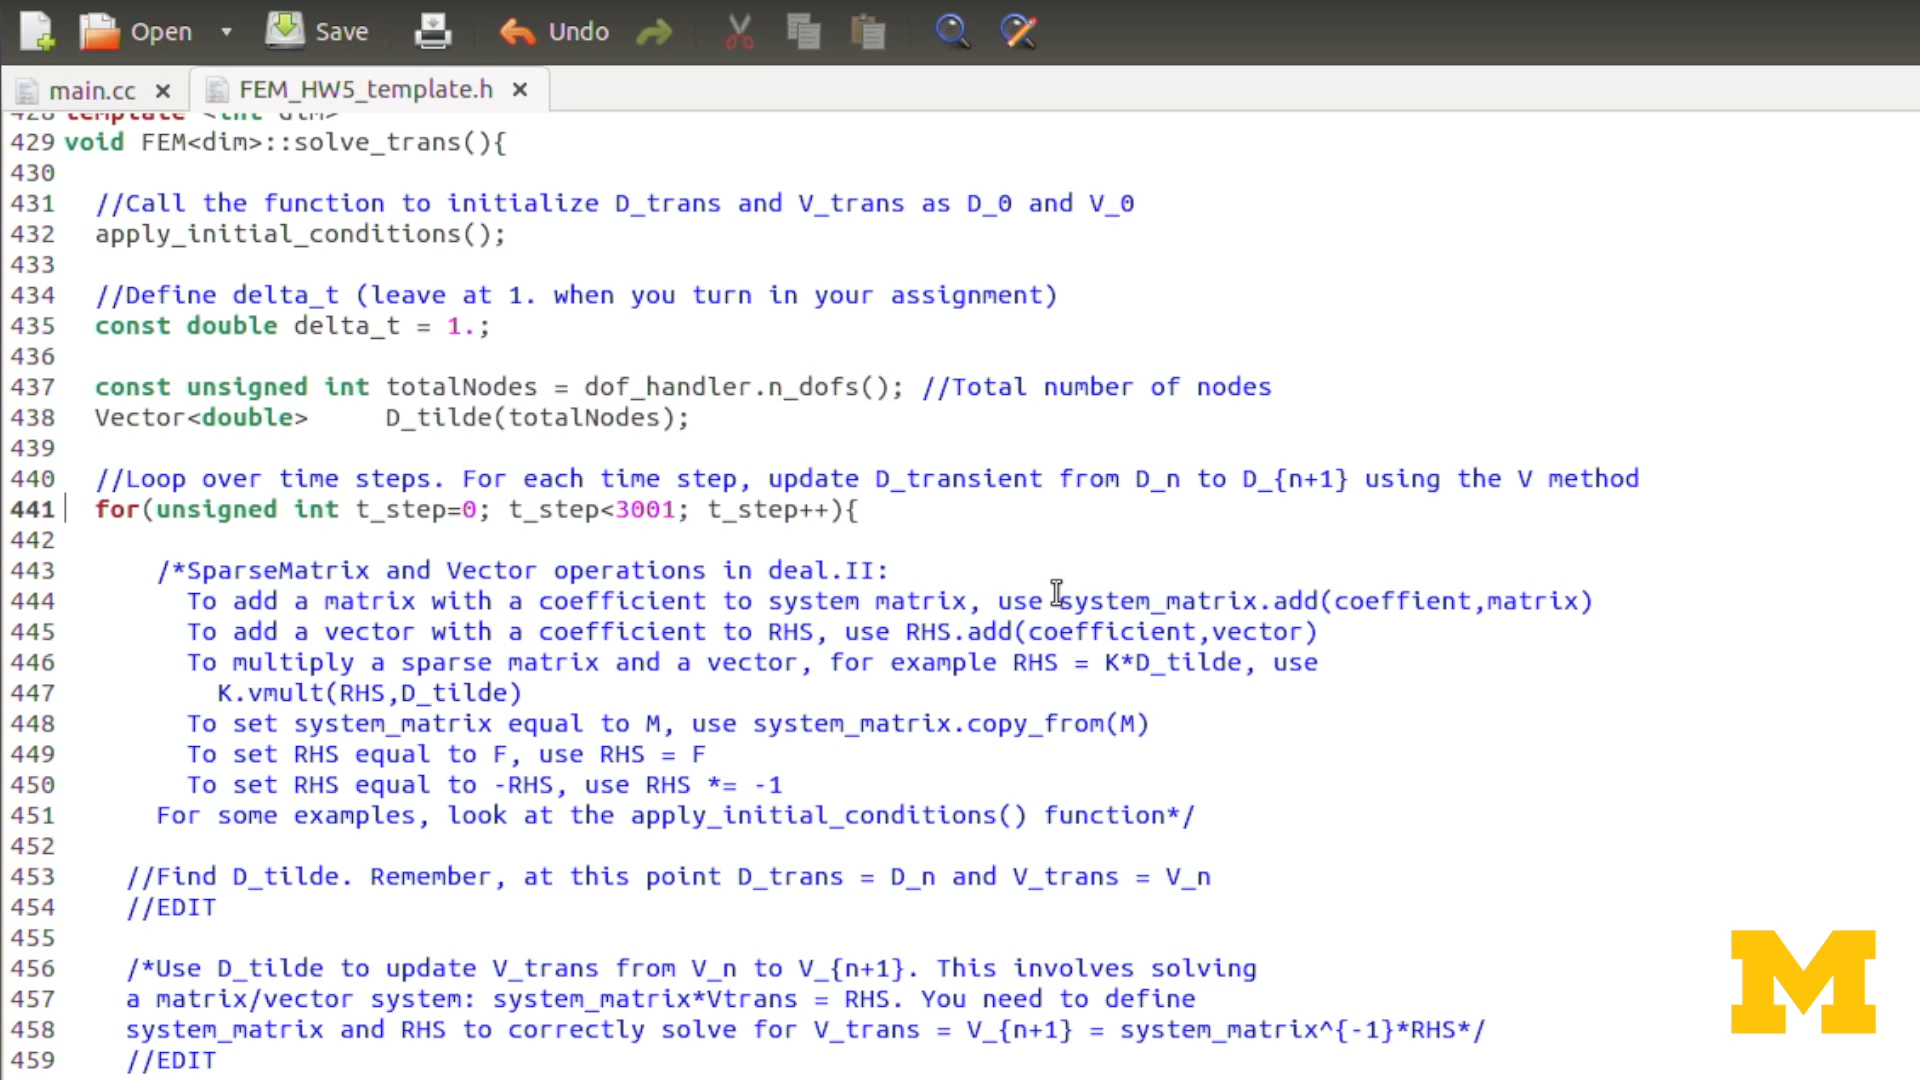 Open Save Undo
main.cc FEM_HW5_template.h
428 template <int dim>
429 void FEM<dim>::solve_trans(){
430
431 //Call the function to initialize D_trans and V_trans as D_0 and V_0
432 apply_initial_conditions();
433
434 //Define delta_t (leave at 1. when you turn in your assignment)
435 const double delta_t = 1.;
436
437 const unsigned int totalNodes = dof_handler.n_dofs(); //Total number of nodes
438 Vector<double> D_tilde(totalNodes);
439
440 //Loop over time steps. For each time step, update D_transient from D_n to D_{n+1} using the V method
441 for(unsigned int t_step=0; t_step<3001; t_step++){
442
443 /*SparseMatrix and Vector operations in deal.II:
444 To add a matrix with a coefficient to system matrix, use system_matrix.add(coeffient,matrix)
445 To add a vector with a coefficient to RHS, use RHS.add(coefficient,vector)
446 To multiply a sparse matrix and a vector, for example RHS = K*D_tilde, use
447 K.vmult(RHS,D_tilde)
448 To set system_matrix equal to M, use system_matrix.copy_from(M)
449 To set RHS equal to F, use RHS = F
450 To set RHS equal to -RHS, use RHS *= -1
451 For some examples, look at the apply_initial_conditions() function*/
452
453 //Find D_tilde. Remember, at this point D_trans = D_n and V_trans = V_n
454 //EDIT
455
456 /*Use D_tilde to update V_trans from V_n to V_{n+1}. This involves solving
457 a matrix/vector system: system_matrix*Vtrans = RHS. You need to define
458 system_matrix and RHS to correctly solve for V_trans = V_{n+1} = system_matrix^{-1}*RHS*/
459 //EDIT
M